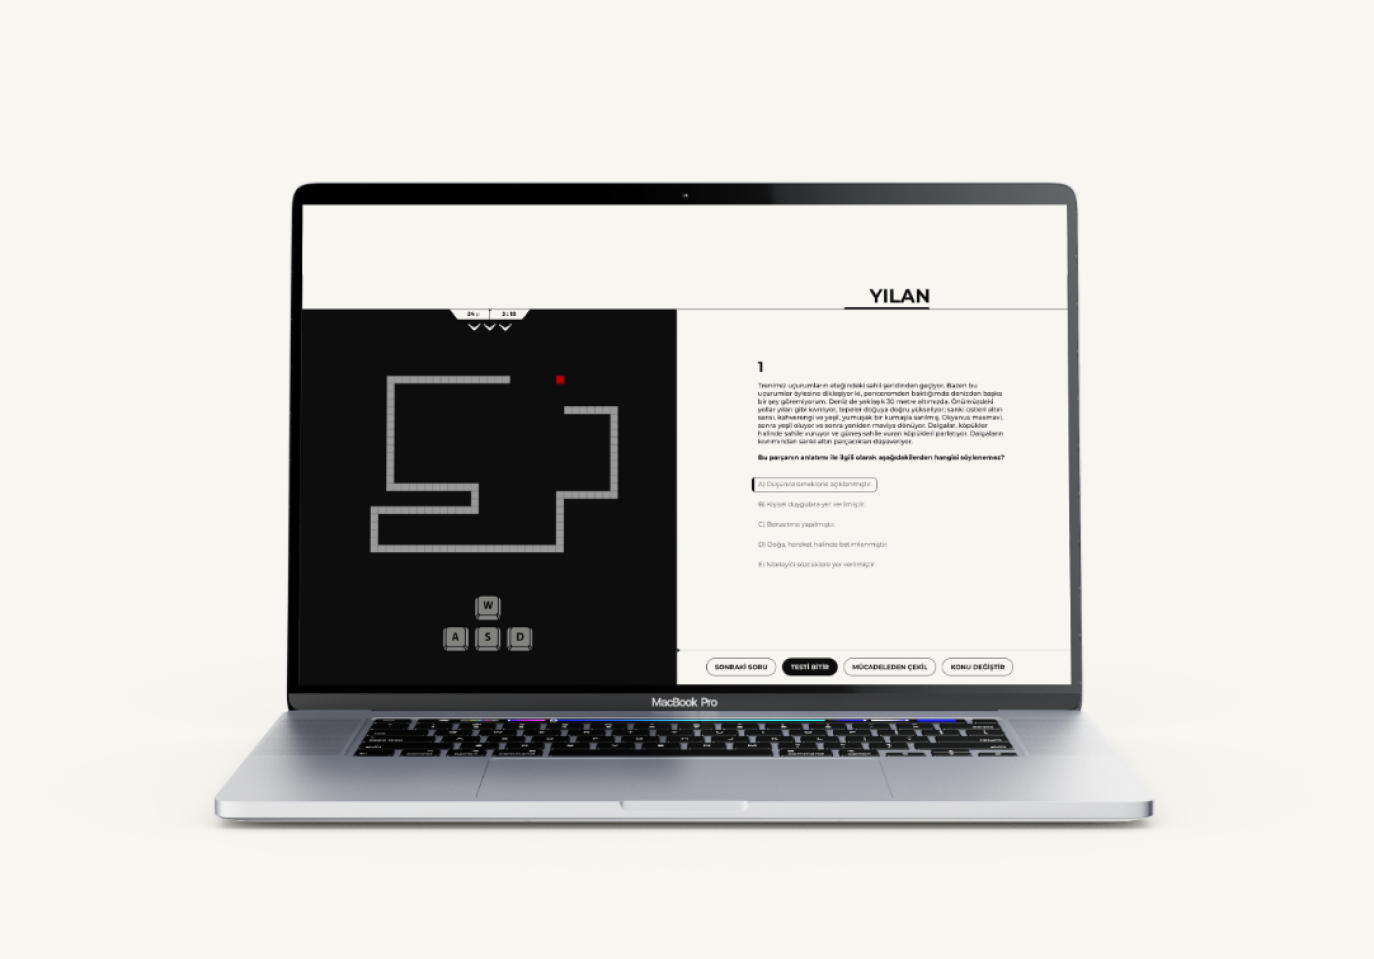 YILAN
24 p
3:18
1
Trenimiz uçurumların eteğindeki sahil şeridinden geçiyor. Bazen bu
uçurumlar öylesine dikleşiyor ki, penceremden baktığımda denizden başka
bir şey göremiyorum. Deniz de yaklaşık 30 metre altımızda. Önümüzdeki
yollar yılan gibi kıvrılıyor, tepeler doğuya doğru yükseliyor; sanki üstleri altın
sarısı, kahverengi ve yeşil, yumuşak bir kumaşla sarılmış. Okyanus masmavi,
sonra yeşil oluyor ve sonra yeniden maviye dönüyor. Dalgalar, köpükler
halinde sahile vuruyor ve güneş sahile vuran köpükleri parlatıyor. Dalgaların
kıvrımından sanki altın parçacıkları düşüveriyor.
Bu parçanın anlatımı ile ilgili olarak aşağıdakilerden hangisi söylenemez?
A) Düşünce örneklerle açıklanmıştır.
B) Kişisel duygulara yer verilmiştir.
C) Benzetme yapılmıştır.
D) Doğa, hareket halinde betimlenmiştir.
E) Niteleyici sözcüklere yer verilmiştir.
W
A S D
SONRAKİ SORU
TESTİ BİTİR
MÜCADELEDEN ÇEKİL
KONU DEĞİŞTİR
MacBook Pro